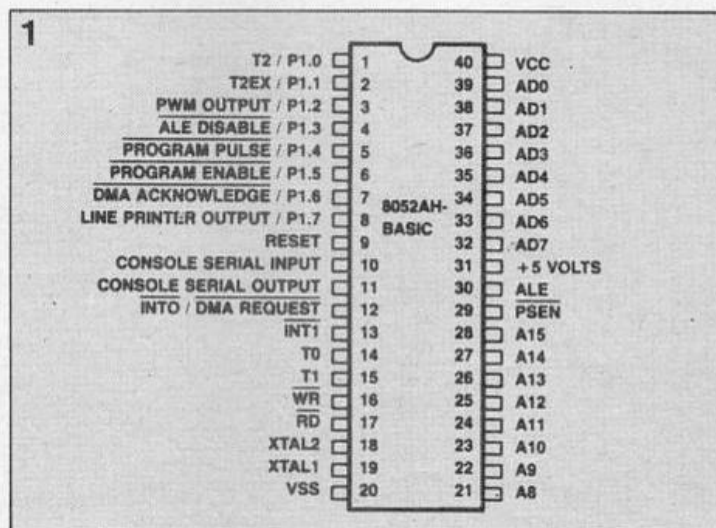 1
T2 / P1.0 1
T2EX / P1.1 2
PWM OUTPUT / P1.2 3
ALE DISABLE / P1.3 4
PROGRAM PULSE / P1.4 5
PROGRAM ENABLE / P1.5 6
DMA ACKNOWLEDGE / P1.6 7
LINE PRINTER OUTPUT / P1.7 8
RESET 9
CONSOLE SERIAL INPUT 10
CONSOLE SERIAL OUTPUT 11
INTO / DMA REQUEST 12
INT1 13
T0 14
T1 15
WR 16
RD 17
XTAL2 18
XTAL1 19
VSS 20
8052AH-
BASIC
40 VCC
39 AD0
38 AD1
37 AD2
36 AD3
35 AD4
34 AD5
33 AD6
32 AD7
31 +5 VOLTS
30 ALE
29 PSEN
28 A15
27 A14
26 A13
25 A12
24 A11
23 A10
22 A9
21 A8